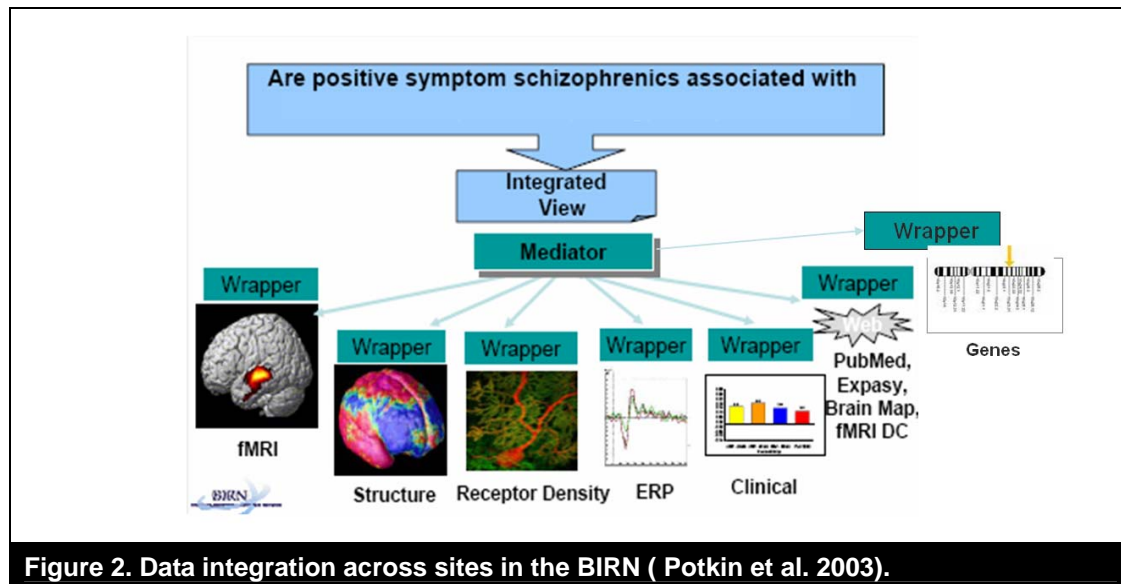 Are positive symptom schizophrenics associated with
Integrated
View
Mediator
Wrapper
Wrapper
Wrapper
Wrapper
Wrapper
Wrapper
Wrapper
Web
PubMed,
Expasy,
Brain Map,
fMRI DC
Genes
fMRI
Structure
Receptor Density
ERP
Clinical
BIRN
Figure 2. Data integration across sites in the BIRN ( Potkin et al. 2003).